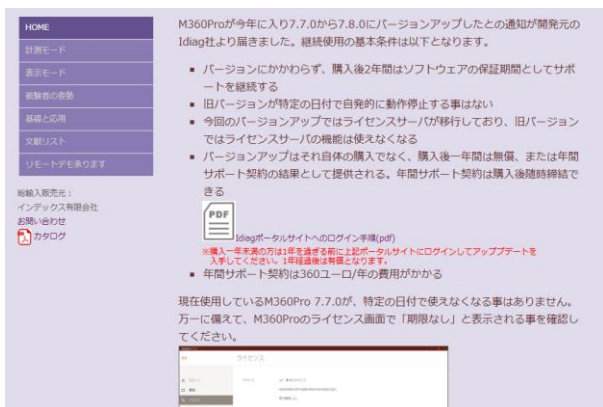 HOME
計測モード
表示モード
被験者の姿勢
基礎と応用
文献リスト
リモートデモ承ります
総輸入販売元：
インデックス有限会社
お問い合わせ
カタログ
M360Proが今年に入り7.7.0から7.8.0にバージョンアップしたとの通知が開発元の
Idiag社より届きました。継続使用の基本条件は以下となります。
バージョンにかかわらず、購入後2年間はソフトウェアの保証期間としてサポ
ートを継続する
旧バージョンが特定の日付で自発的に動作停止する事はない
今回のバージョンアップではライセンスサーバが移行しており、旧バージョン
ではライセンスサーバの機能は使えなくなる
バージョンアップはそれ自体の購入でなく、購入後一年間は無償、または年間
サポート契約の結果として提供される。年間サポート契約は購入後随時締結で
きる
PDF
Idiagポータルサイトへのログイン手順(pdf)
※購入一年未満の方は1年を過ぎる前に上記ポータルサイトにログインしてアップデートを
入手してください。1年経過後は有償となります。
年間サポート契約は360ユーロ/年の費用がかかる
現在使用しているM360Pro 7.7.0が、特定の日付で使えなくなる事はありません。
万一に備えて、M360Proのライセンス画面で「期限なし」と表示される事を確認し
てください。
ライセンス